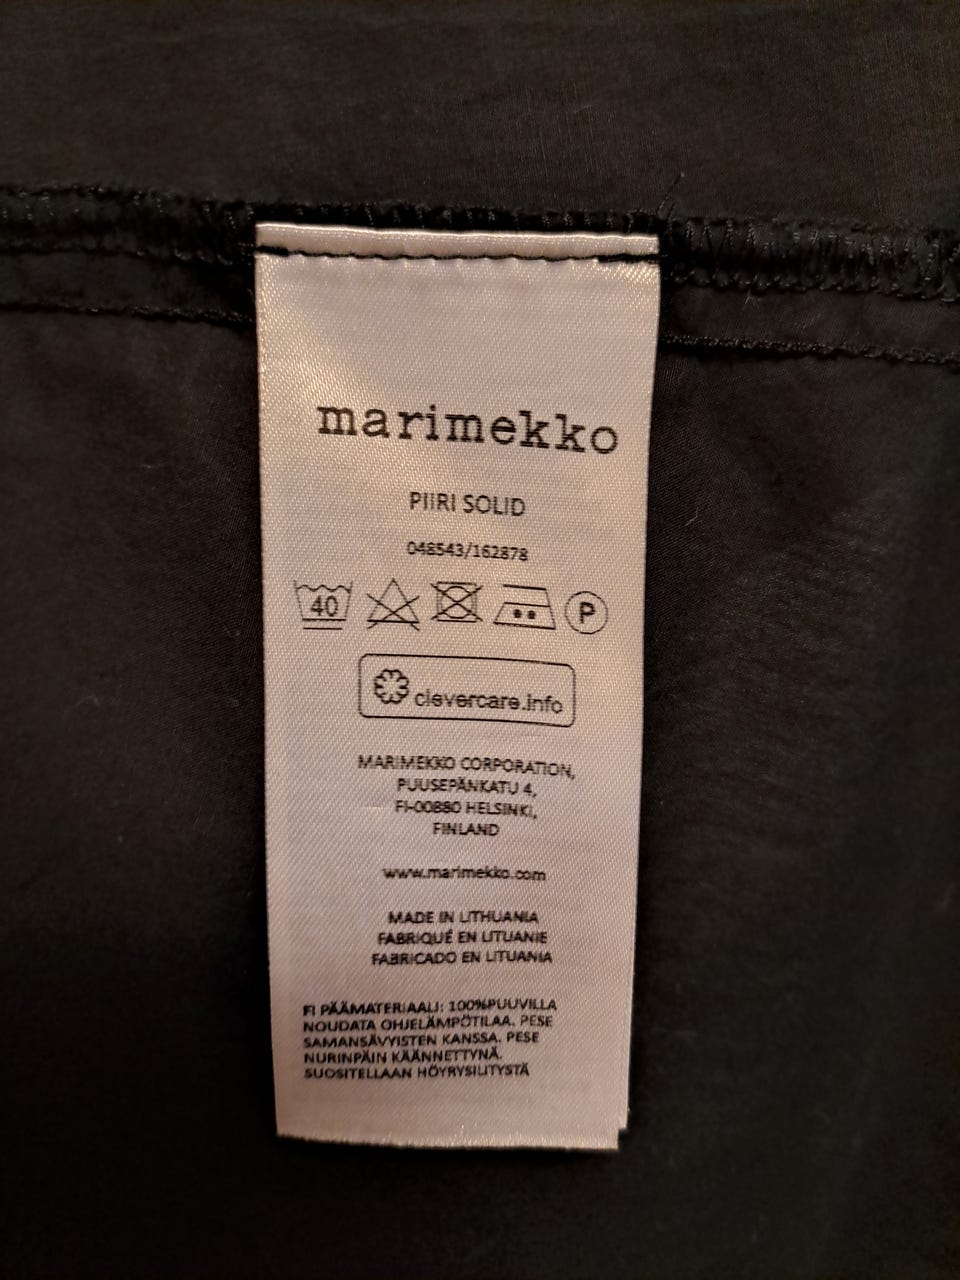 marimekko
PIIRI SOLID
048543/162878
40 P
clevercare.info
MARIMEKKO CORPORATION,
PUUSEPÄNKATU 4,
FI-00880 HELSINKI,
FINLAND
www.marimekko.com
MADE IN LITHUANIA
FABRIQUÉ EN LITUANIE
FABRICADO EN LITUANIA
FI PÄÄMATERIAALI: 100%PUUVILLA
NOUDATA OHJELÄMPÖTILAA. PESE
SAMANSÄVYISTEN KANSSA. PESE
NURINPÄIN KÄÄNNETTYNÄ.
SUOSITELLAAN HÖYRYSILITYSTÄ